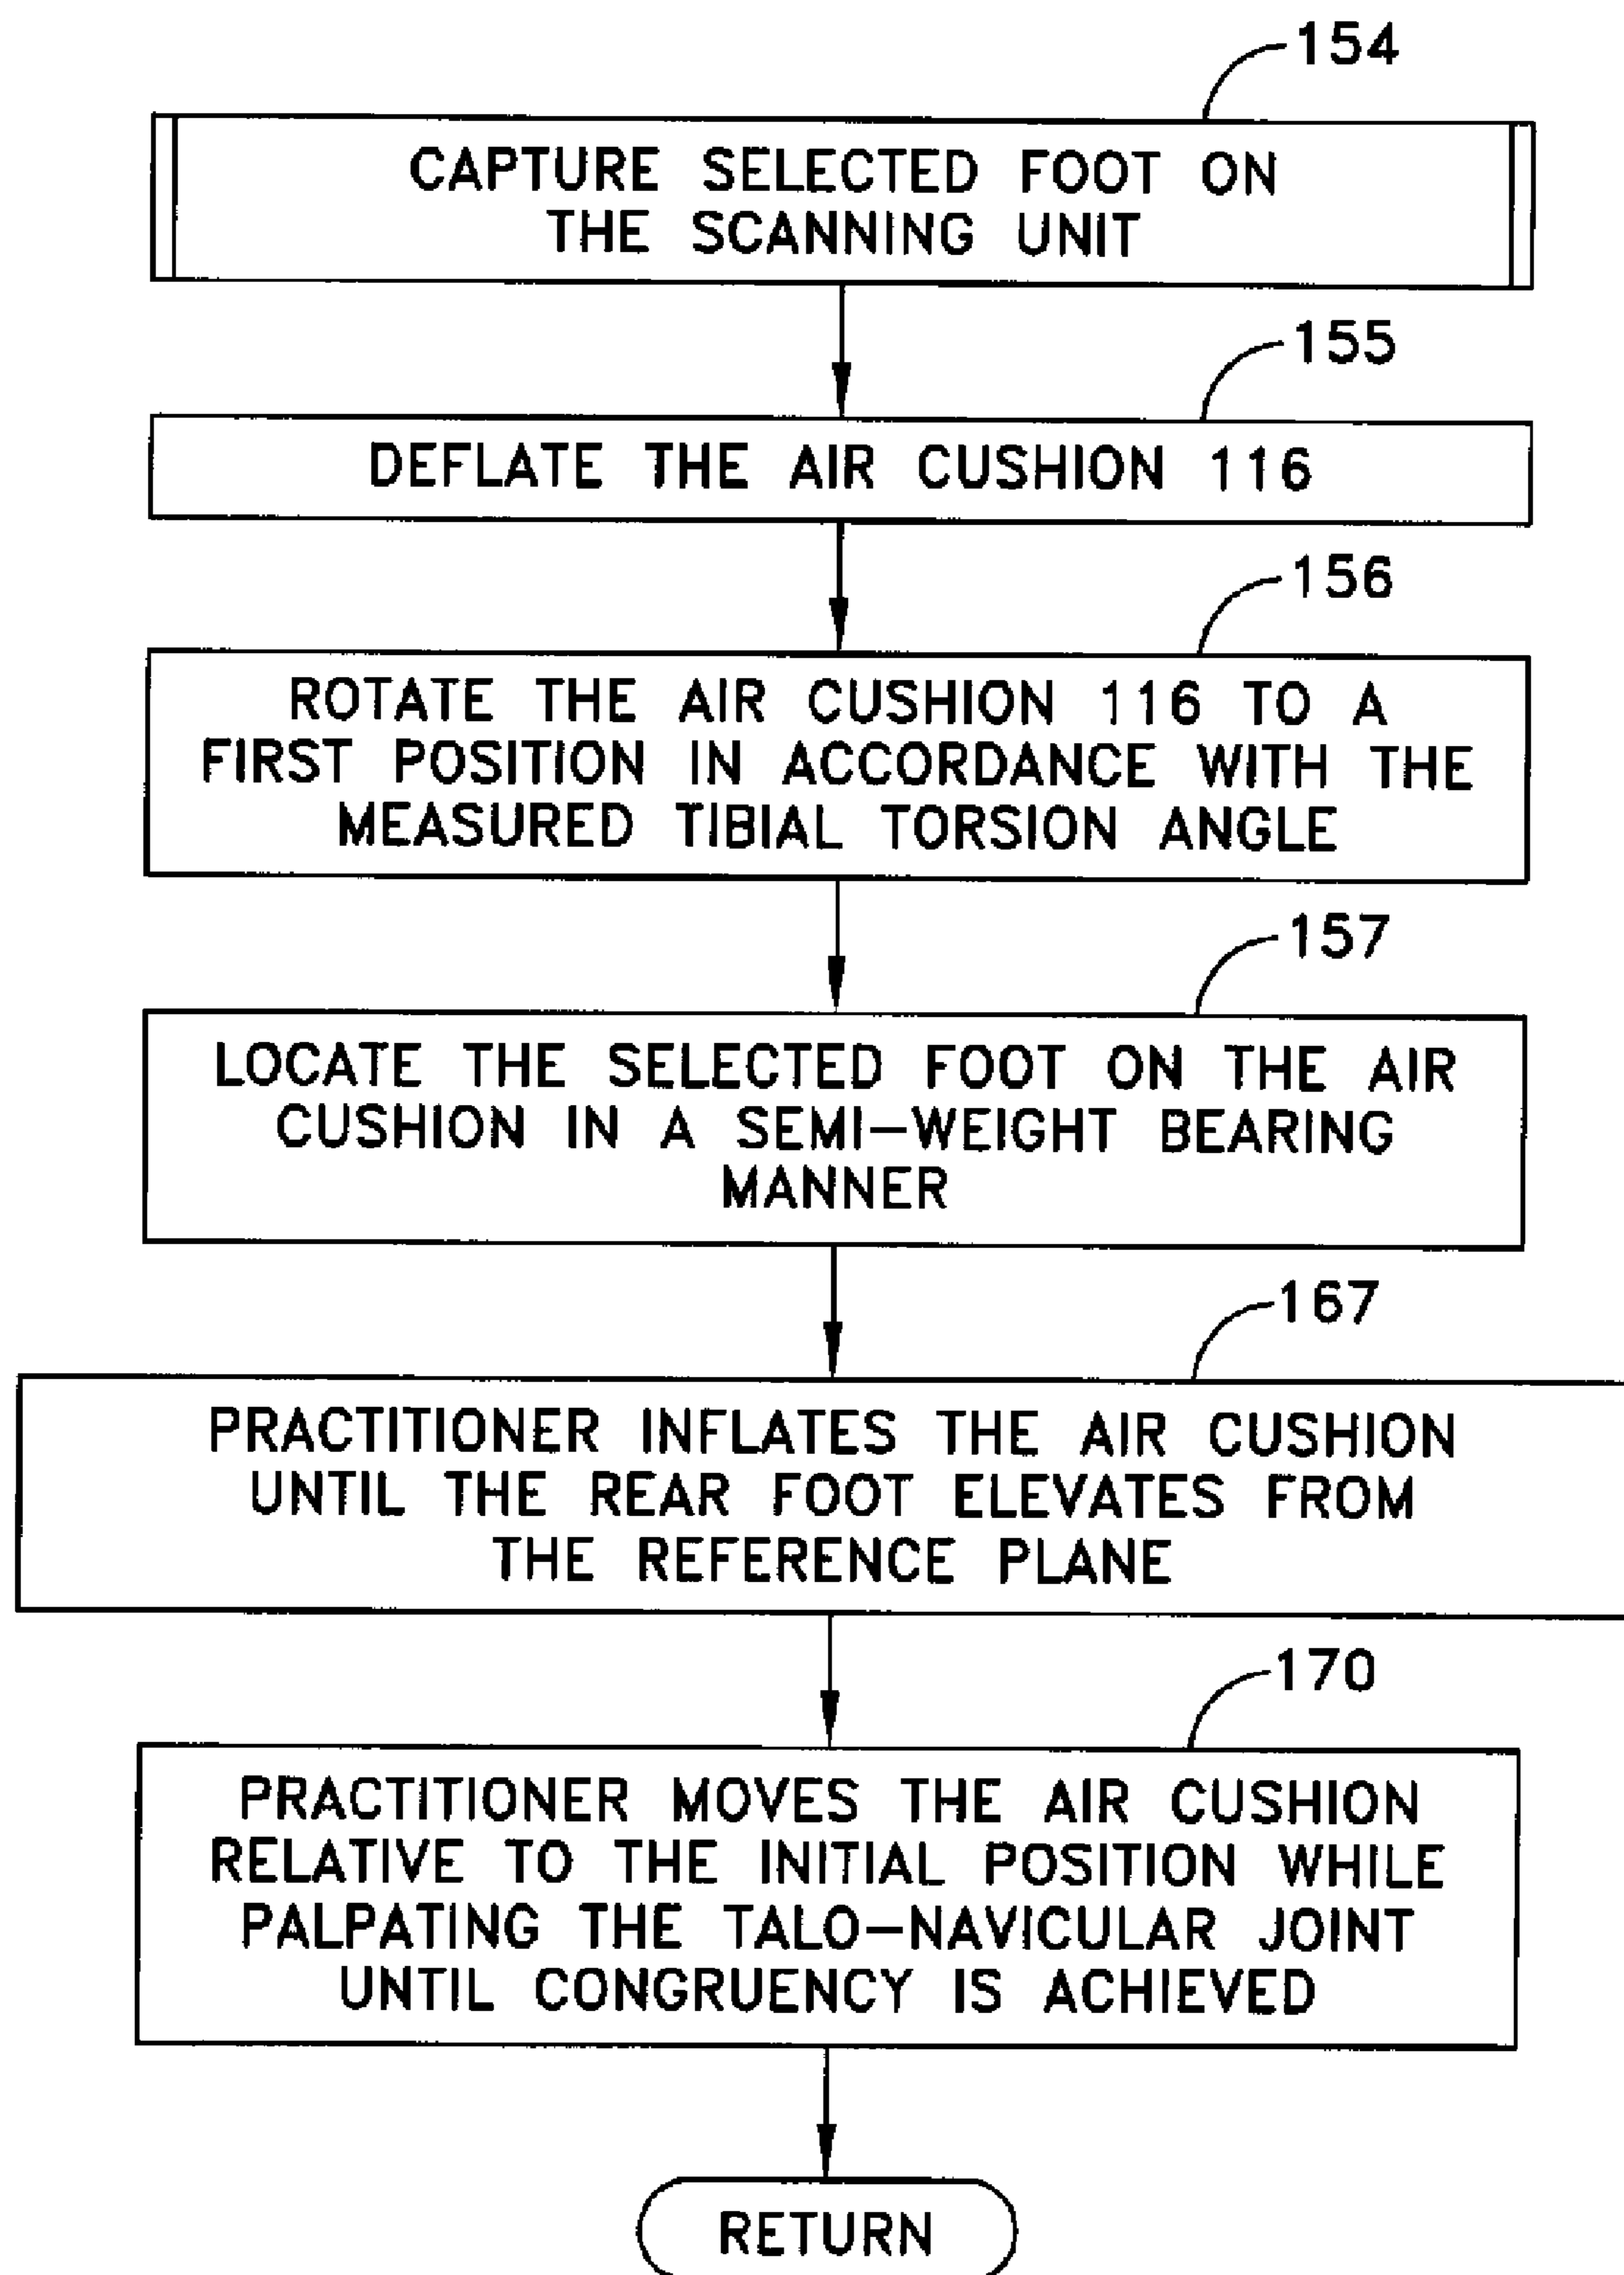 154
CAPTURE SELECTED FOOT ON
THE SCANNING UNIT
155
DEFLATE THE AIR CUSHION 116
156
ROTATE THE AIR CUSHION 116 TO A
FIRST POSITION IN ACCORDANCE WITH THE
MEASURED TIBIAL TORSION ANGLE
157
LOCATE THE SELECTED FOOT ON THE AIR
CUSHION IN A SEMI-WEIGHT BEARING
MANNER
167
PRACTITIONER INFLATES THE AIR CUSHION
UNTIL THE REAR FOOT ELEVATES FROM
THE REFERENCE PLANE
170
PRACTITIONER MOVES THE AIR CUSHION
RELATIVE TO THE INITIAL POSITION WHILE
PALPATING THE TALO-NAVICULAR JOINT
UNTIL CONGRUENCY IS ACHIEVED
RETURN